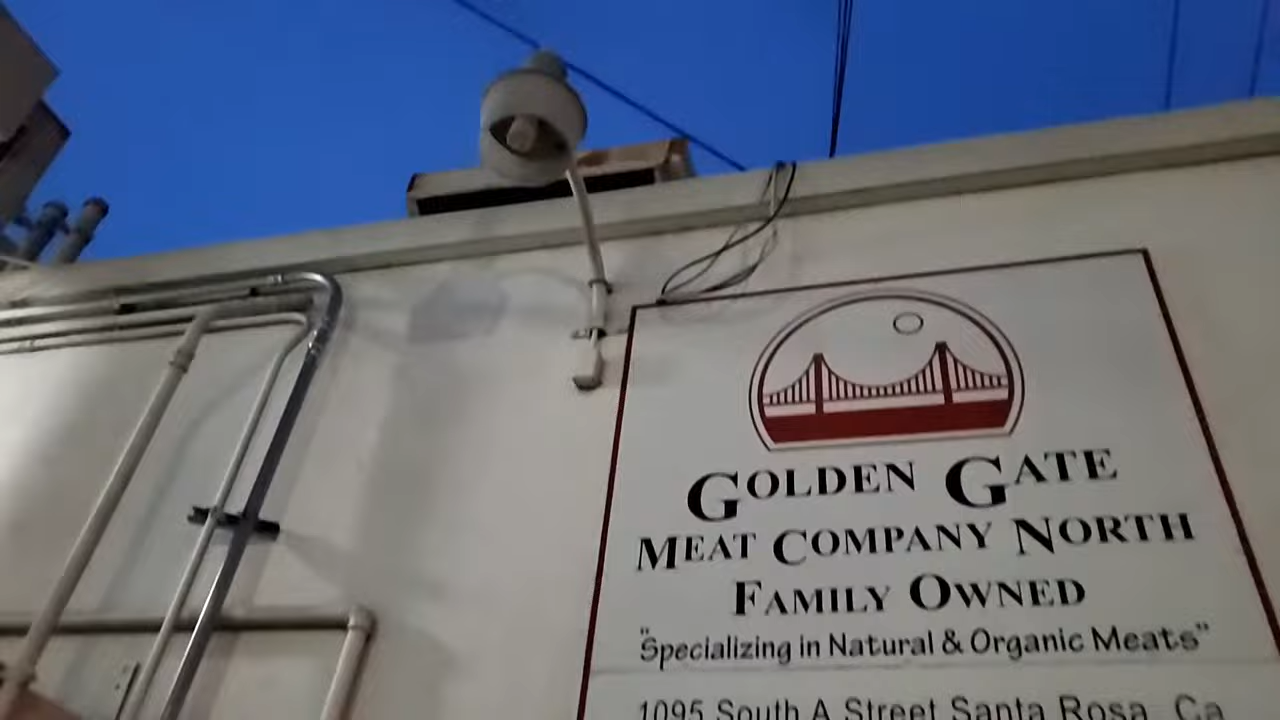 GOLDEN GATE
MEAT COMPANY NORTH
FAMILY OWNED
"Specializing in Natural & Organic Meats"
1095 South A Street Santa Rosa, Ca